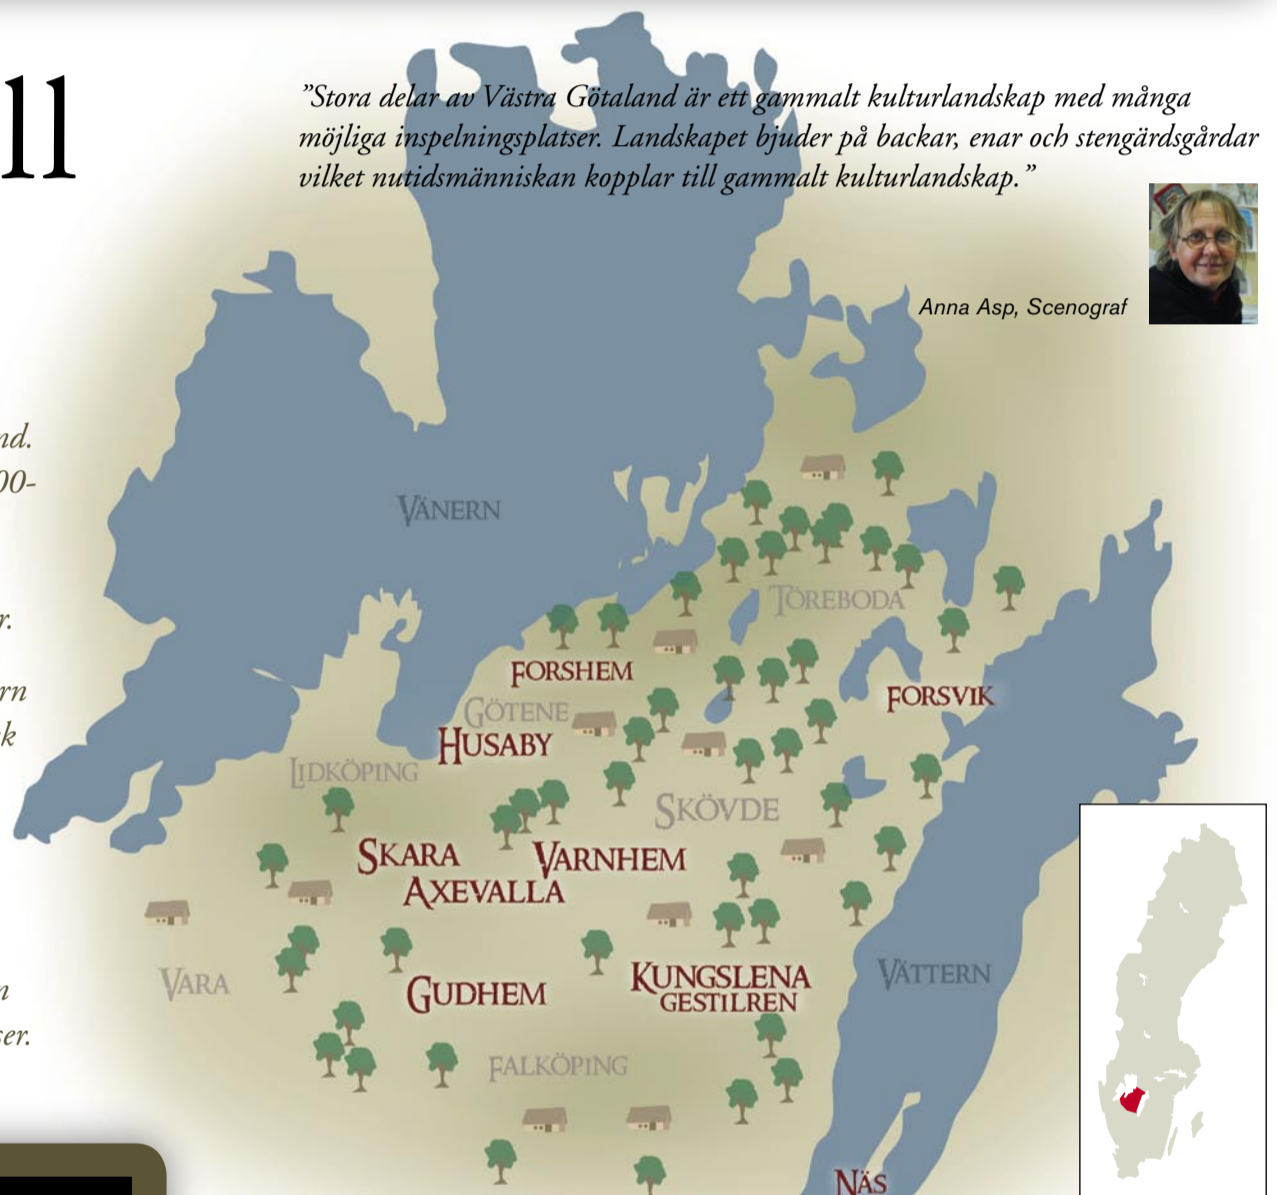 ll
”Stora delar av Västra Götaland är ett gammalt kulturlandskap med många
möjliga inspelningsplatser. Landskapet bjuder på backar, enar och stengärdsgårdar
vilket nutidsmänniskan kopplar till gammalt kulturlandskap.”
Anna Asp, Scenograf
nd.
00-
r.
rn
k
n
ser.
VÄNERN
TÖREBODA
FORSHEM
FORSVIK
GÖTENE
HUSABY
LIDKÖPING
SKÖVDE
SKARA
VARNHEM
AXEVALLA
VARA
GUDHEM
KUNGSLENA
GESTILREN
VÄTTERN
FALKÖPING
NÄS